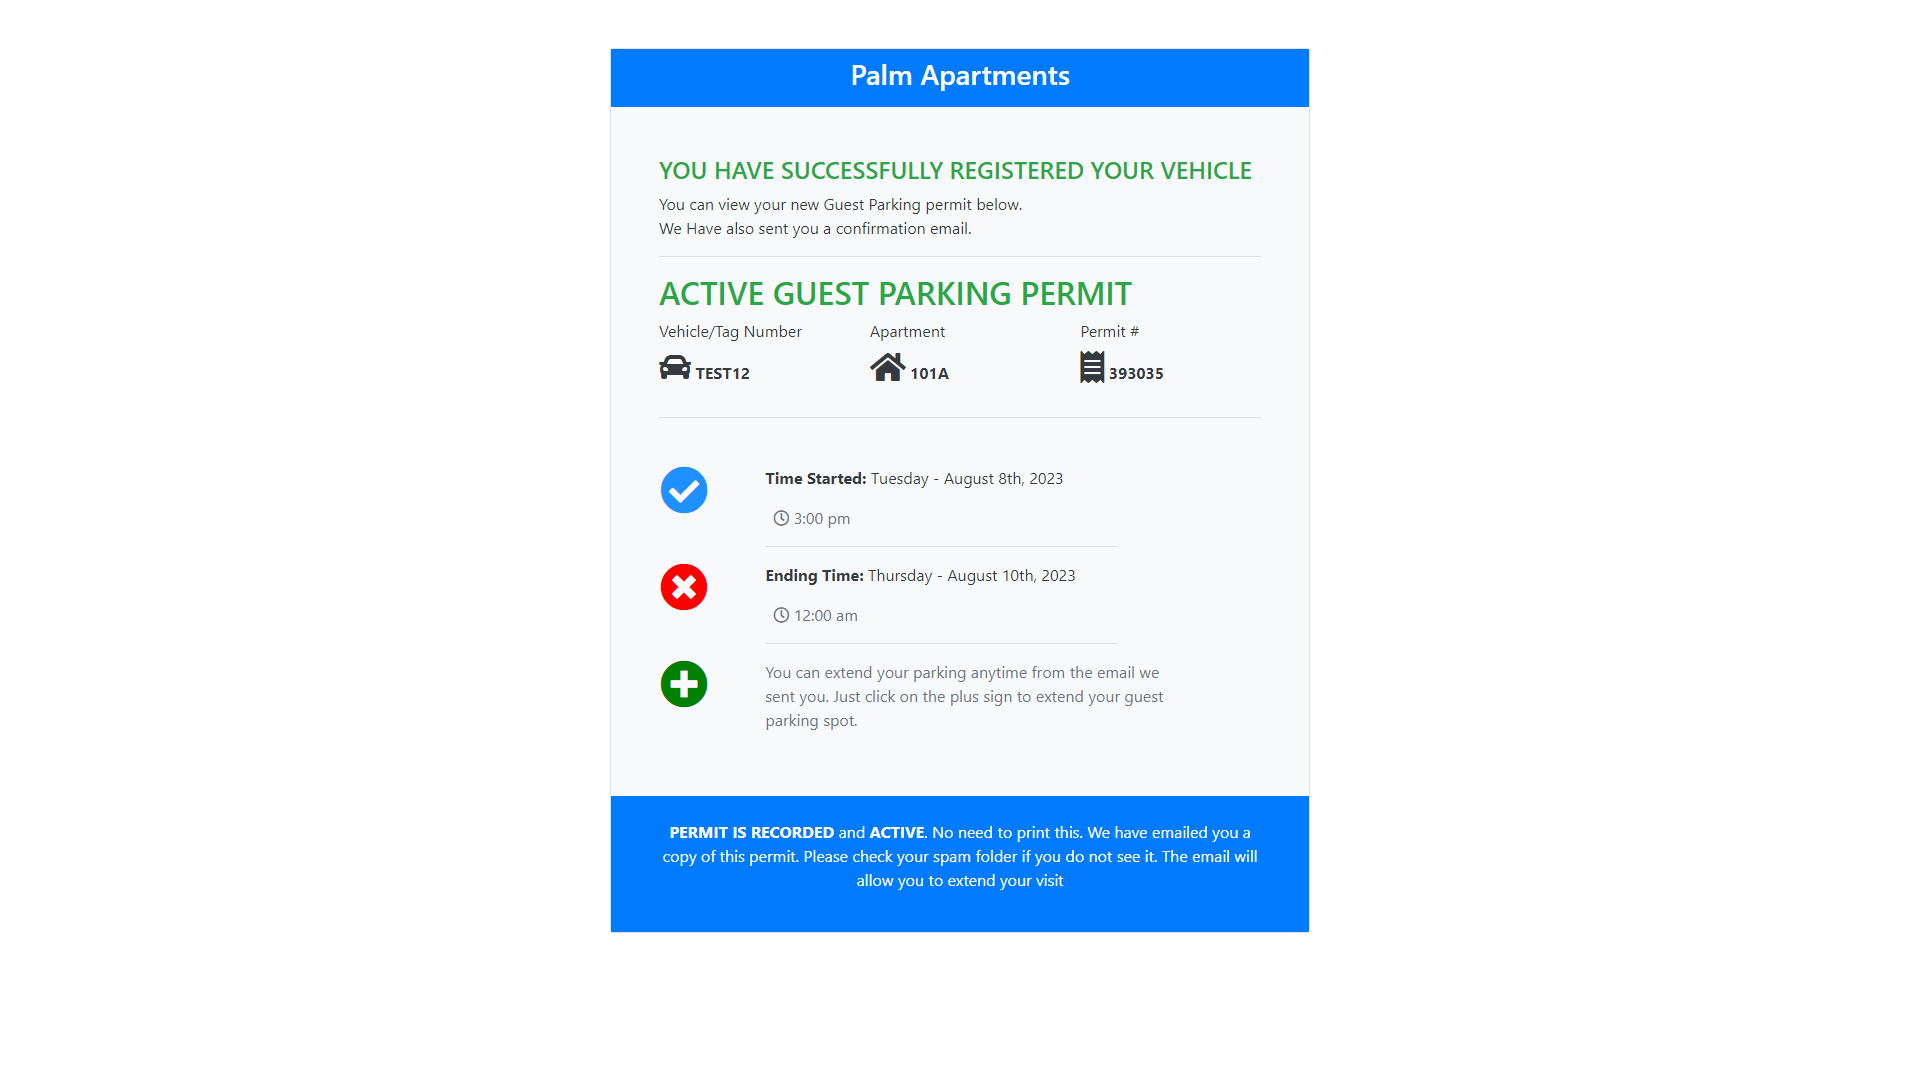 Palm Apartments
YOU HAVE SUCCESSFULLY REGISTERED YOUR VEHICLE
You can view your new Guest Parking permit below.
We Have also sent you a confirmation email.
ACTIVE GUEST PARKING PERMIT
Vehicle/Tag Number Apartment Permit #
TEST12 101A 393035
Time Started: Tuesday - August 8th, 2023
3:00 pm
Ending Time: Thursday - August 10th, 2023
12:00 am
You can extend your parking anytime from the email we
sent you. Just click on the plus sign to extend your guest
parking spot.
PERMIT IS RECORDED and ACTIVE. No need to print this. We have emailed you a
copy of this permit. Please check your spam folder if you do not see it. The email will
allow you to extend your visit